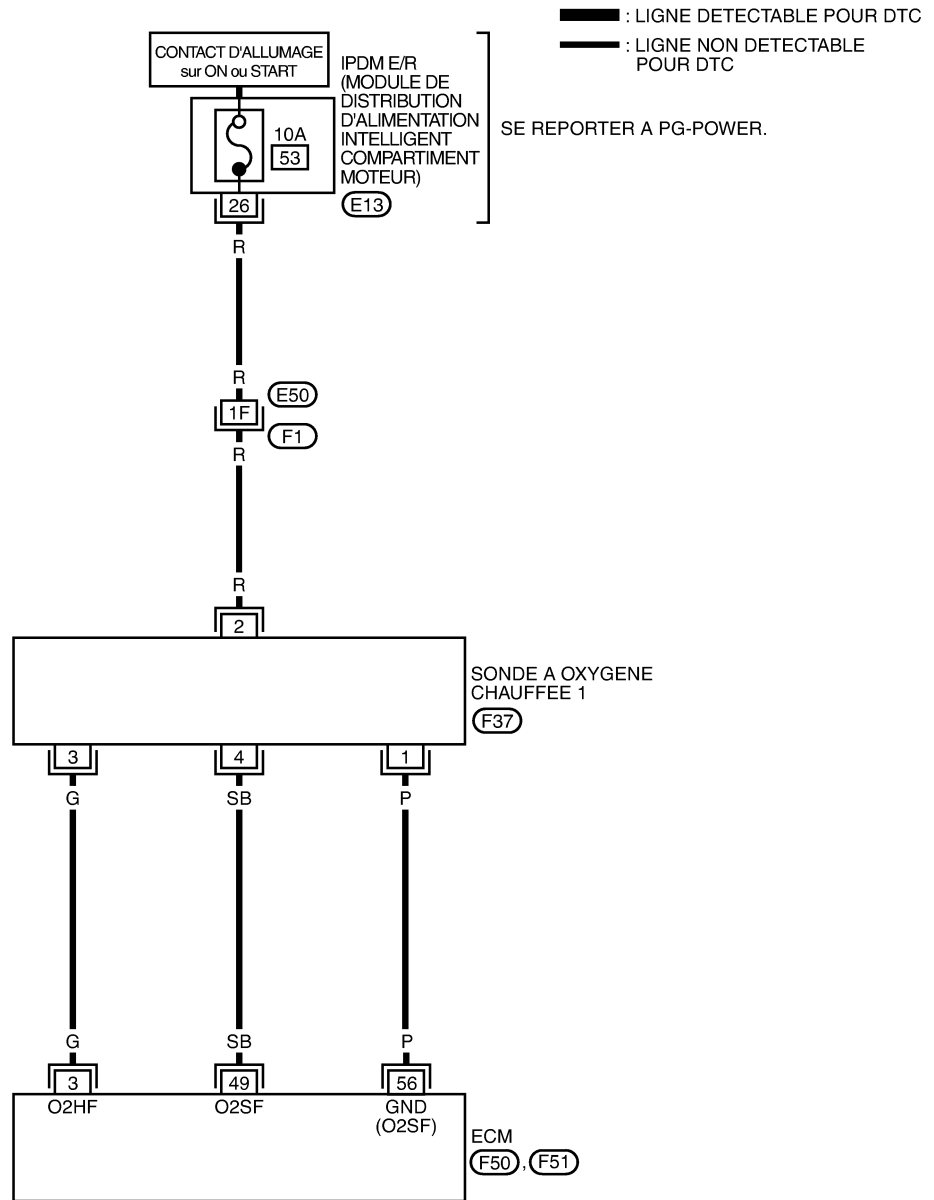 : LIGNE DETECTABLE POUR DTC
: LIGNE NON DETECTABLE
POUR DTC
CONTACT D'ALLUMAGE
sur ON ou START
IPDM E/R
(MODULE DE
DISTRIBUTION
D'ALIMENTATION
INTELLIGENT
COMPARTIMENT
MOTEUR)
10A
53
SE REPORTER A PG-POWER.
26
E13
R
R
E50
1F
F1
R
R
2
SONDE A OXYGENE
CHAUFFEE 1
F37
3 4 1
G SB P
G SB P
3 49 56
O2HF O2SF GND
(O2SF)
ECM
F50 , F51